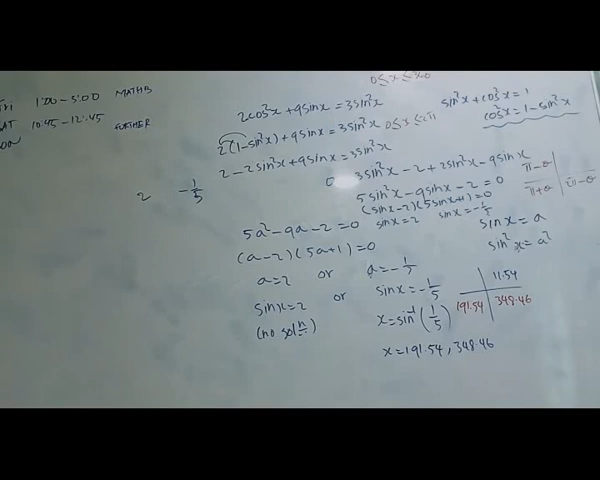 1:00 - 5:00 MATHS
10:45 - 12:45 FURTHER
0 ≤ x ≤
2cos²x + 9sinx = 3sin²x
sin²x + cos²x = 1
cos²x = 1 - sin²x
2(1 - sin²x) + 9sinx = 3sin²x 0 ≤ x ≤ 2π
2 - 2sin²x + 9sinx = 3sin²x
0 3sin²x - 2 + 2sin²x - 9sinx
5sin²x - 9sinx - 2 = 0
(sinx - 2)(5sinx + 1) = 0
sinx = 2 sinx = -1/5
2 -1/5
π - θ
π + θ 2π - θ
5a² - 9a - 2 = 0
sinx = a
sin²x = a²
(a - 2)(5a + 1) = 0
a = 2 or a = -1/5
sinx = 2 or sinx = -1/5
(no soln)
x = sin⁻¹(1/5)
11.54
191.54 348.46
x = 191.54, 348.46